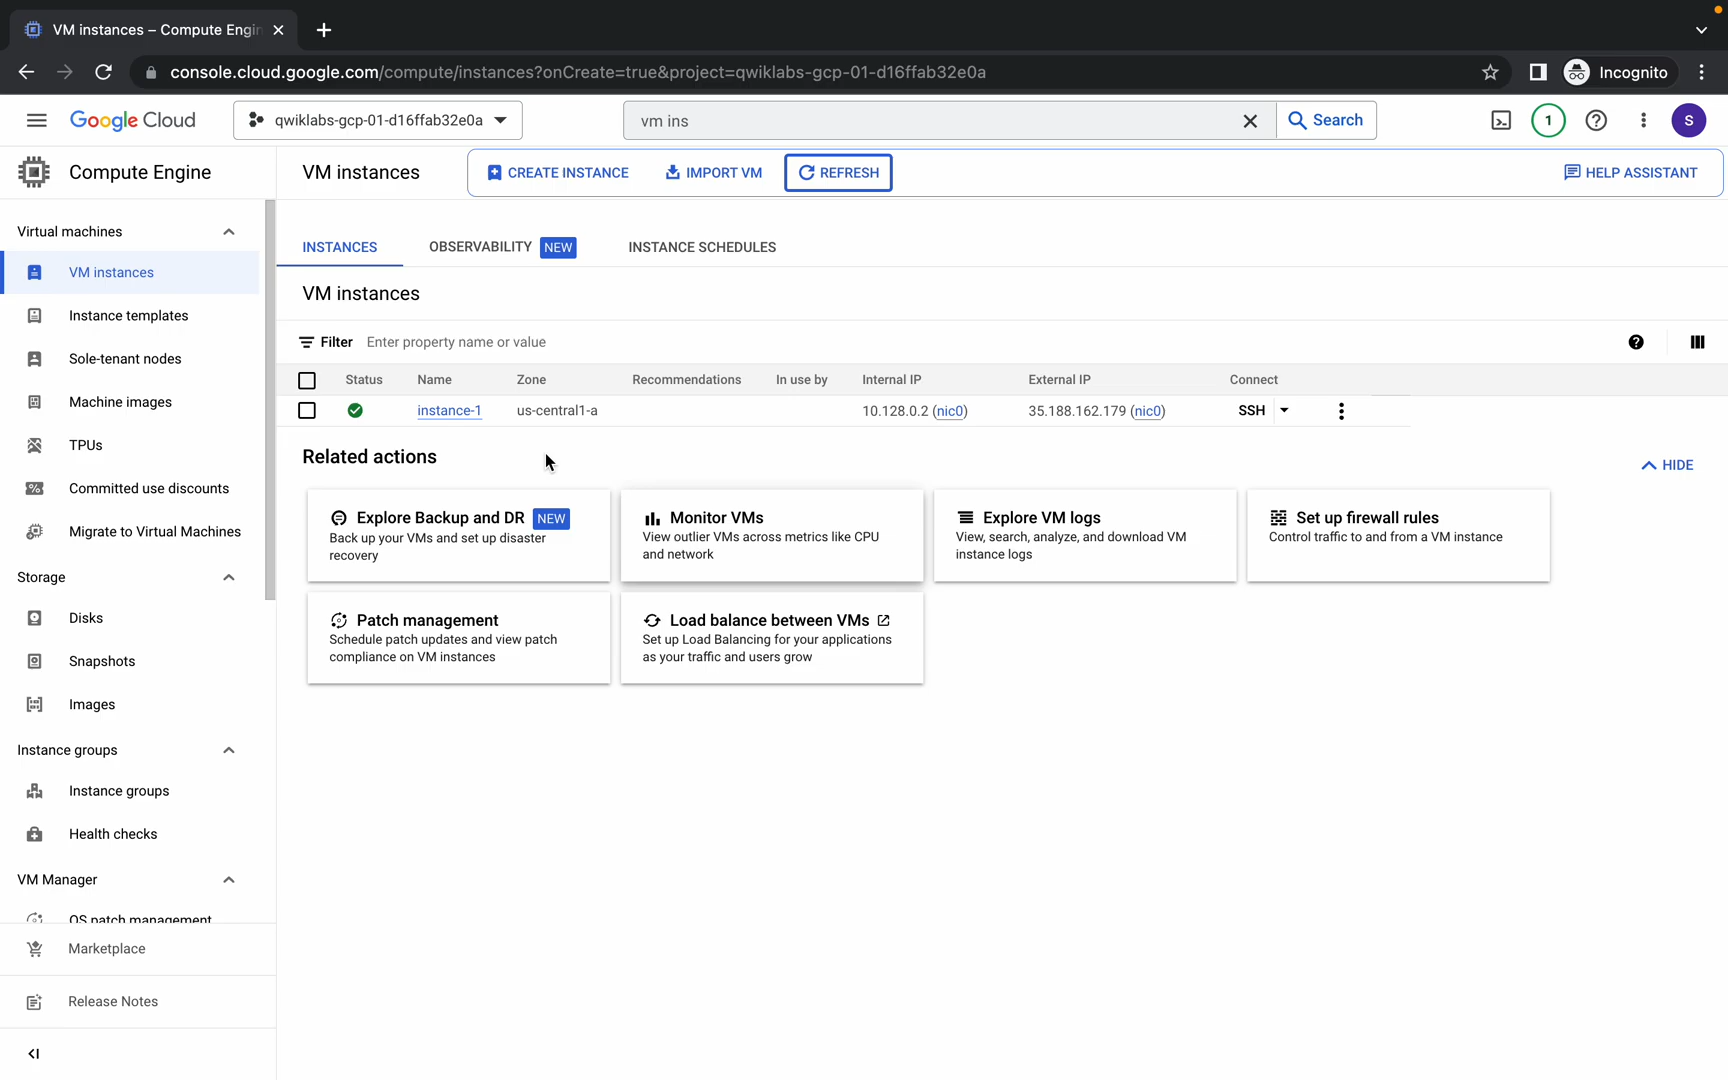 VM instances – Compute Engin
console.cloud.google.com/compute/instances?onCreate=true&project=qwiklabs-gcp-01-d16ffab32e0a
Incognito
Google Cloud
qwiklabs-gcp-01-d16ffab32e0a
vm ins
Search
1
S
Compute Engine
VM instances
CREATE INSTANCE
IMPORT VM
REFRESH
HELP ASSISTANT
Virtual machines
VM instances
Instance templates
Sole-tenant nodes
Machine images
TPUs
Committed use discounts
Migrate to Virtual Machines
Storage
Disks
Snapshots
Images
Instance groups
Instance groups
Health checks
VM Manager
OS patch management
Marketplace
Release Notes
INSTANCES
OBSERVABILITY NEW
INSTANCE SCHEDULES
VM instances
Filter Enter property name or value
Status Name Zone Recommendations In use by Internal IP External IP Connect
instance-1 us-central1-a 10.128.0.2 (nic0) 35.188.162.179 (nic0) SSH
Related actions
HIDE
Explore Backup and DR NEW
Back up your VMs and set up disaster
recovery
Monitor VMs
View outlier VMs across metrics like CPU
and network
Explore VM logs
View, search, analyze, and download VM
instance logs
Set up firewall rules
Control traffic to and from a VM instance
Patch management
Schedule patch updates and view patch
compliance on VM instances
Load balance between VMs
Set up Load Balancing for your applications
as your traffic and users grow